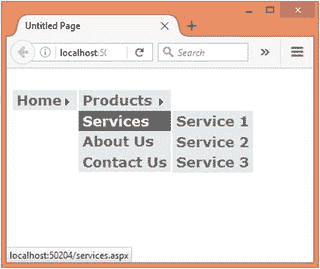 Untitled Page
localhost:50
Search
Home Products
Services Service 1
About Us Service 2
Contact Us Service 3
localhost:50204/services.aspx